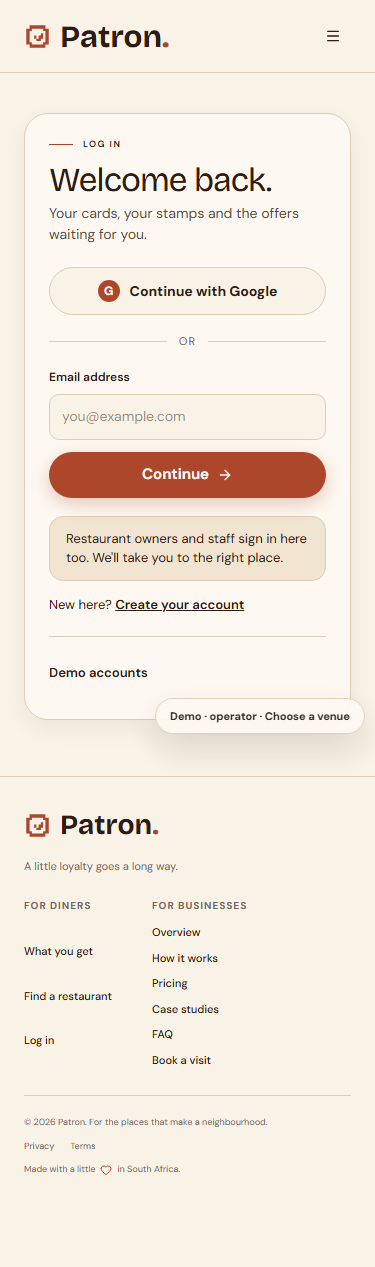 Patron.
LOG IN
Welcome back.
Your cards, your stamps and the offers
waiting for you.
G Continue with Google
OR
Email address
you@example.com
Continue →
Restaurant owners and staff sign in here
too. We'll take you to the right place.
New here? Create your account
Demo accounts
Demo · operator · Choose a venue
Patron.
A little loyalty goes a long way.
FOR DINERS
What you get
Find a restaurant
Log in
FOR BUSINESSES
Overview
How it works
Pricing
Case studies
FAQ
Book a visit
© 2026 Patron. For the places that make a neighbourhood.
Privacy Terms
Made with a little ♡ in South Africa.